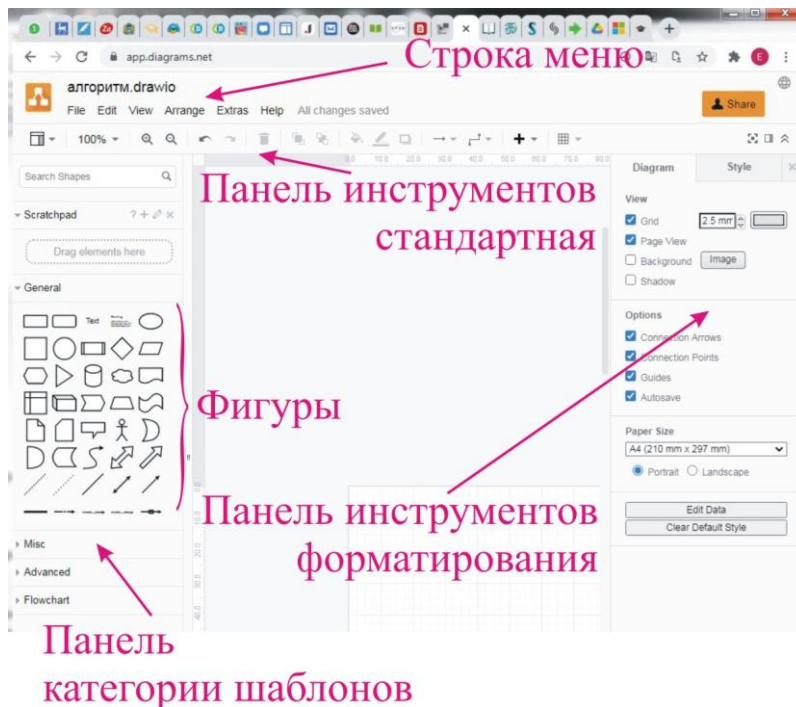 app.diagrams.net
Строка меню
алгоритм.drawio
File Edit View Arrange Extras Help All changes saved
Share
100%
Search Shapes
Diagram Style
Панель инструментов
стандартная
View
Scratchpad
Grid 2.5 mm
Page View
Drag elements here
Background Image
Shadow
General
Text
Options
Connection Arrows
Connection Points
Guides
Autosave
Фигуры
Paper Size
A4 (210 mm x 297 mm)
Portrait Landscape
Панель инструментов
форматирования
Edit Data
Clear Default Style
Misc
Advanced
Flowchart
Панель
категории шаблонов